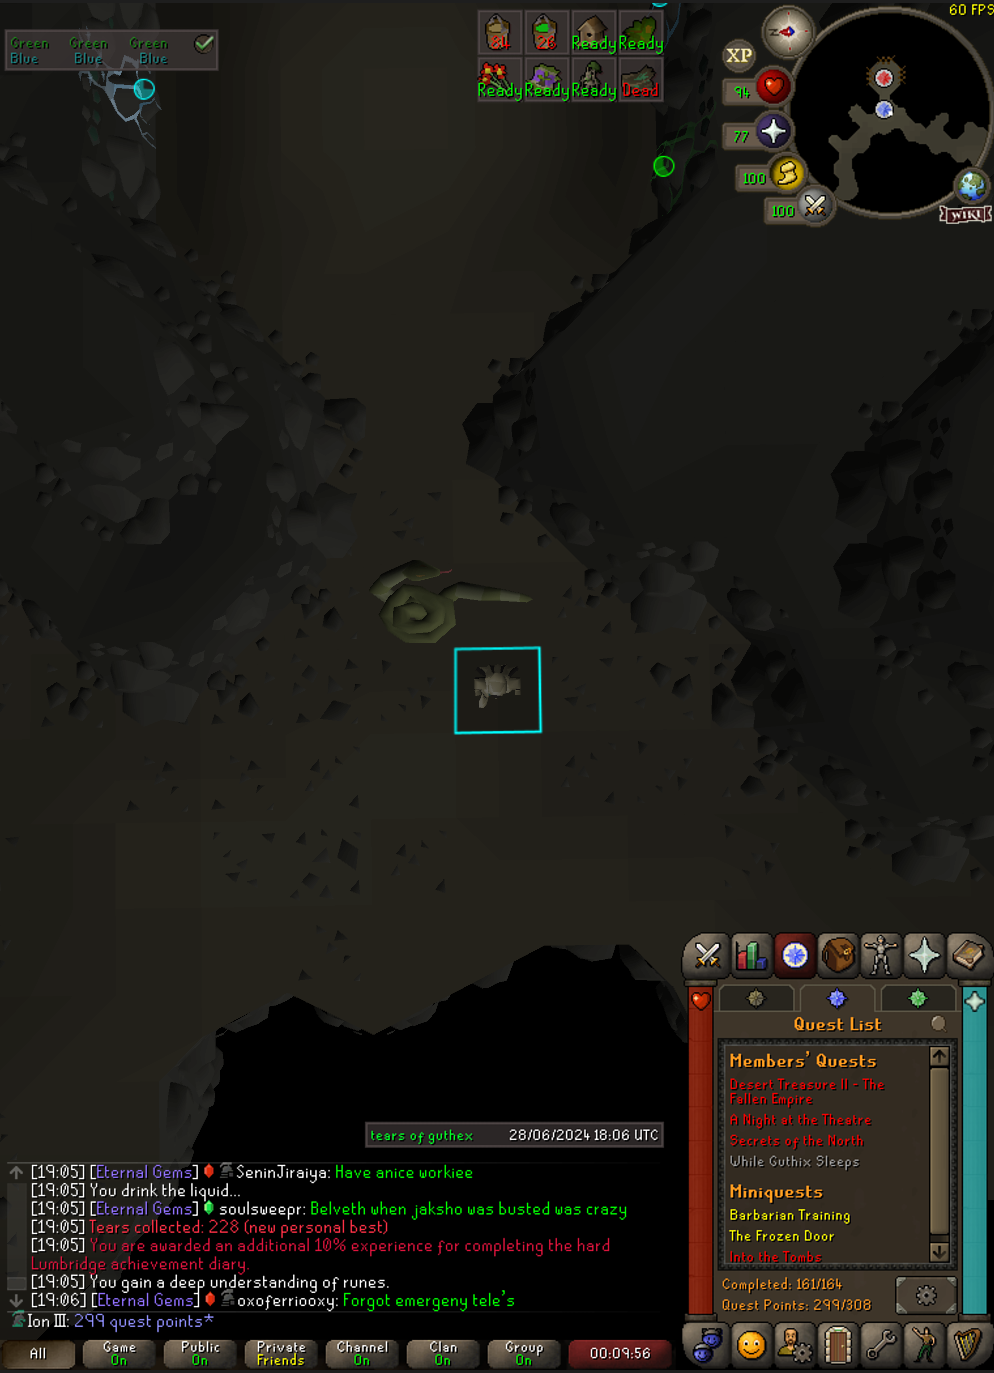 60 FPS
Green Green Green
Blue Blue Blue
24 26 Ready Ready
Ready Ready Ready Dead
XP
94
77
100
100
WIKI
Quest List
Members' Quests
Desert Treasure II - The
Fallen Empire
A Night at the Theatre
Secrets of the North
While Guthix Sleeps
Miniquests
Barbarian Training
The Frozen Door
Into the Tombs
Completed: 161/164
Quest Points: 299/308
tears of guthex 28/06/2024 18:06 UTC
[19:05] [Eternal Gems] SeninJiraiya: Have anice workiee
[19:05] You drink the liquid...
[19:05] [Eternal Gems] soulsweepr: Belveth when jaksho was busted was crazy
[19:05] Tears collected: 228 (new personal best)
[19:05] You are awarded an additional 10% experience for completing the hard
Lumbridge achievement diary.
[19:05] You gain a deep understanding of runes.
[19:06] [Eternal Gems] oxoferriooxy: Forgot emergeny tele's
Ion III: 299 quest points*
All Game Public Private Channel Clan Group 00:09:56
On On Friends On On On